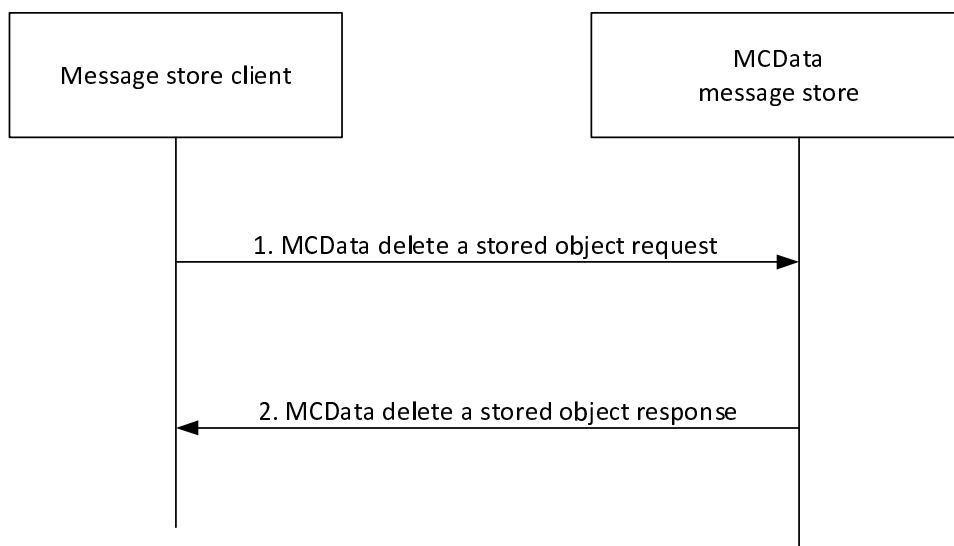 Message store client
MCData
message store
1. MCData delete a stored object request
2. MCData delete a stored object response